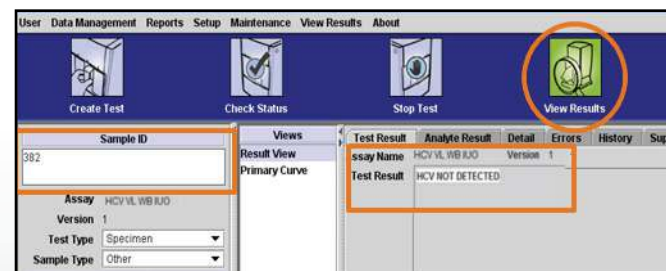 User Data Management Reports Setup Maintenance View Results About
Create Test Check Status Stop Test View Results
Sample ID
382
Assay HCV VL WB IUO
Version 1
Test Type Specimen
Sample Type Other
Views
Result View
Primary Curve
Test Result Analyte Result Detail Errors History Sup
ssay Name HCV VL WB IUO Version 1
Test Result HCV NOT DETECTED